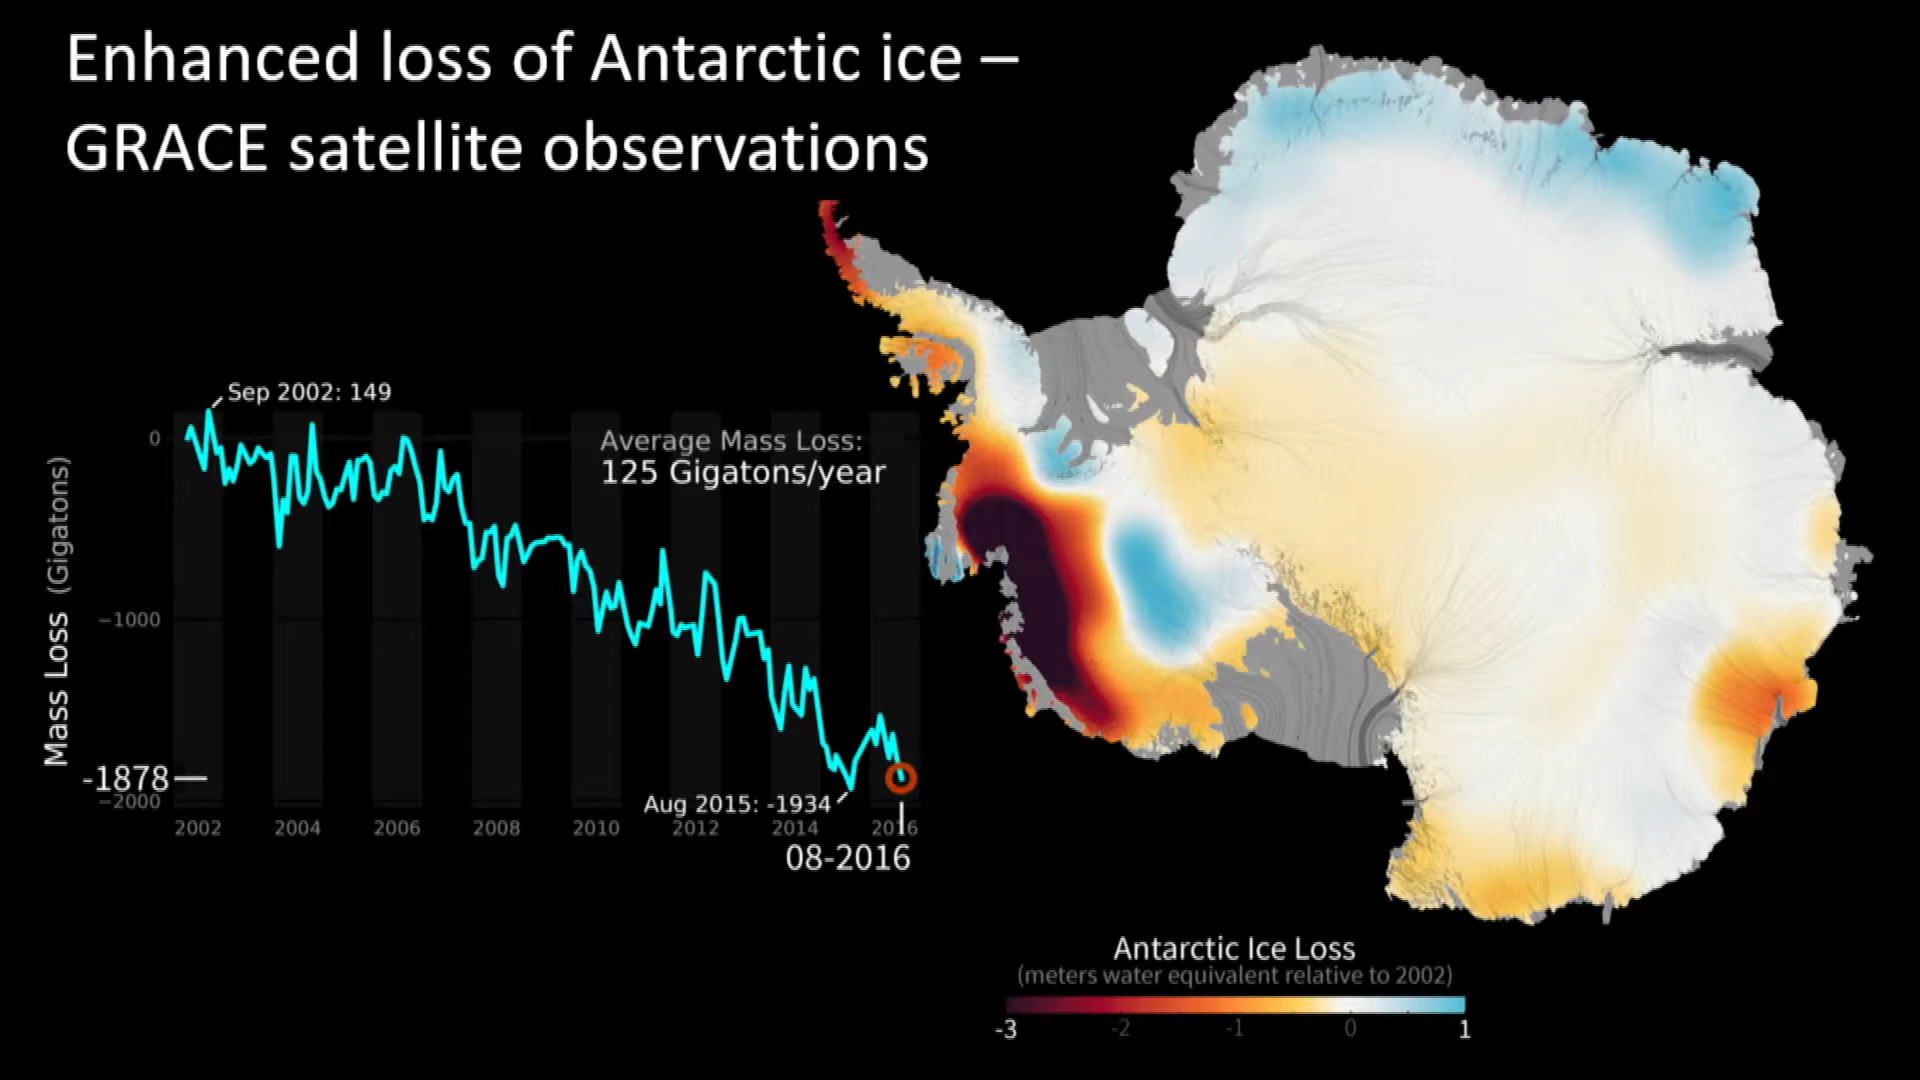 Enhanced loss of Antarctic ice –
GRACE satellite observations
Sep 2002: 149
Average Mass Loss:
125 Gigatons/year
Mass Loss (Gigatons)
0
−1000
-1878
−2000
Aug 2015: -1934
2002 2004 2006 2008 2010 2012 2014 2016
08-2016
Antarctic Ice Loss
(meters water equivalent relative to 2002)
-3 -2 -1 0 1